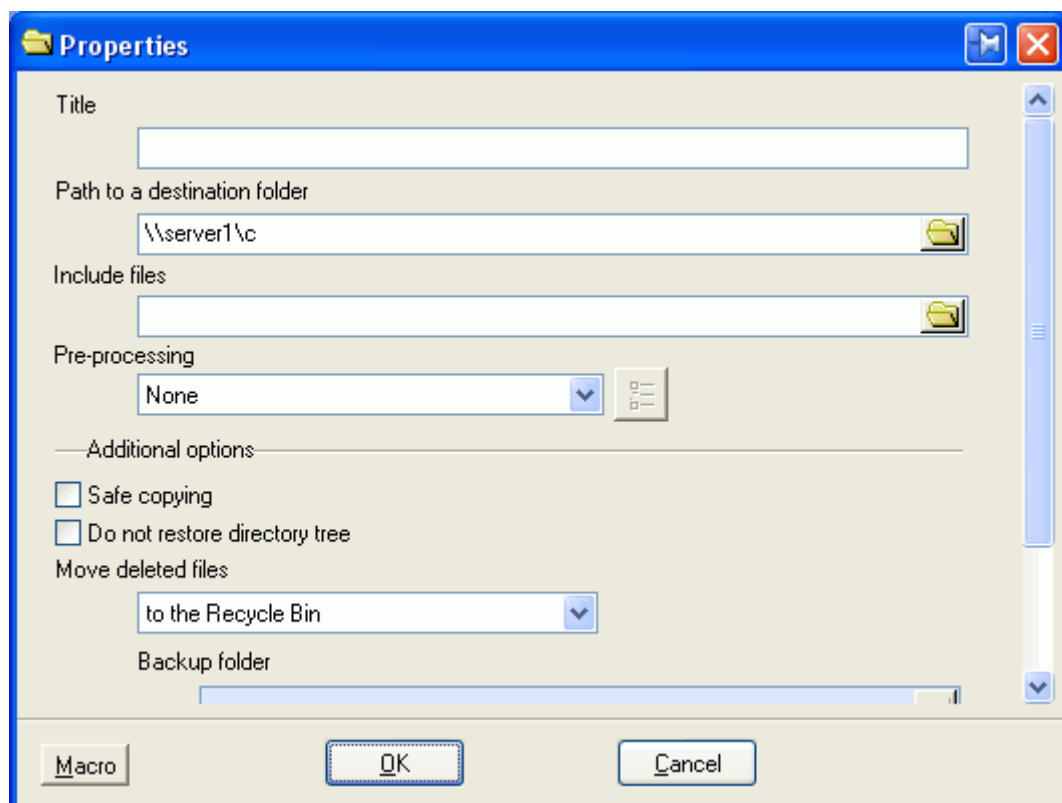 Properties
Title
Path to a destination folder
\\server1\c
Include files
Pre-processing
None
Additional options
Safe copying
Do not restore directory tree
Move deleted files
to the Recycle Bin
Backup folder
Macro OK Cancel